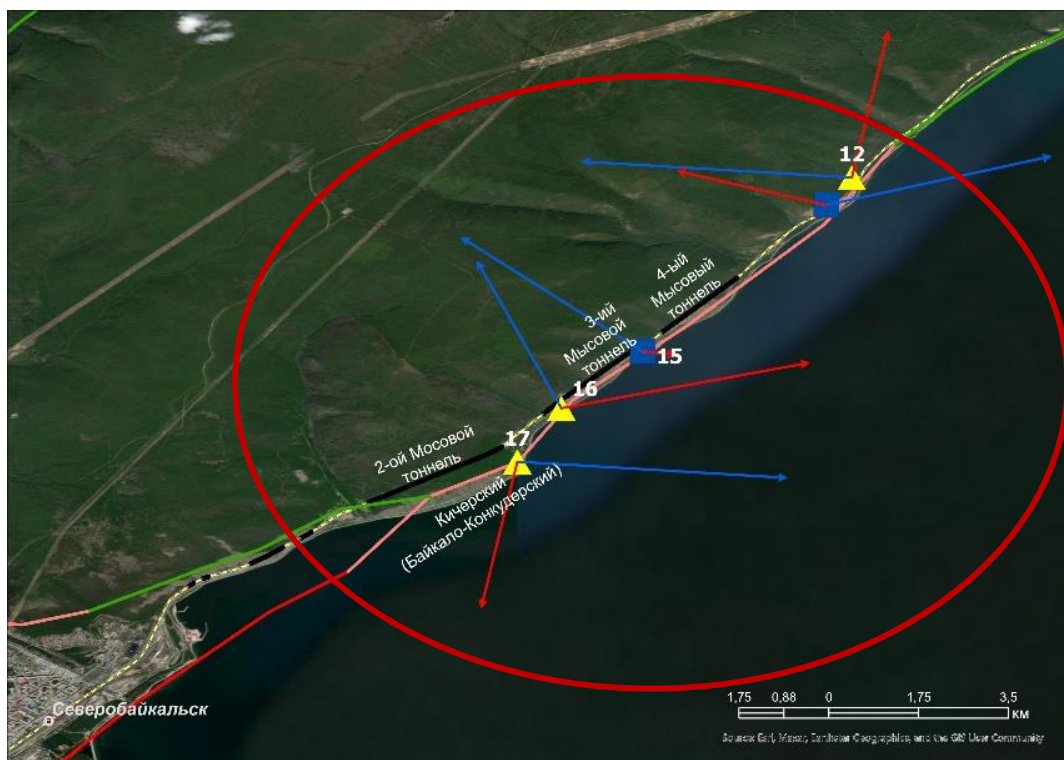 12
4-ый
Мысовый
тоннель
3-ий
Мысовой
тоннель
15
16
17
2-ой Мосовой
тоннель
Кичерский
(Байкало-Конкудерский)
Северобайкальск
1,75 0,88 0 1,75 3,5
км
Source: Esri, Maxar, Earthstar Geographics, and the GIS User Community